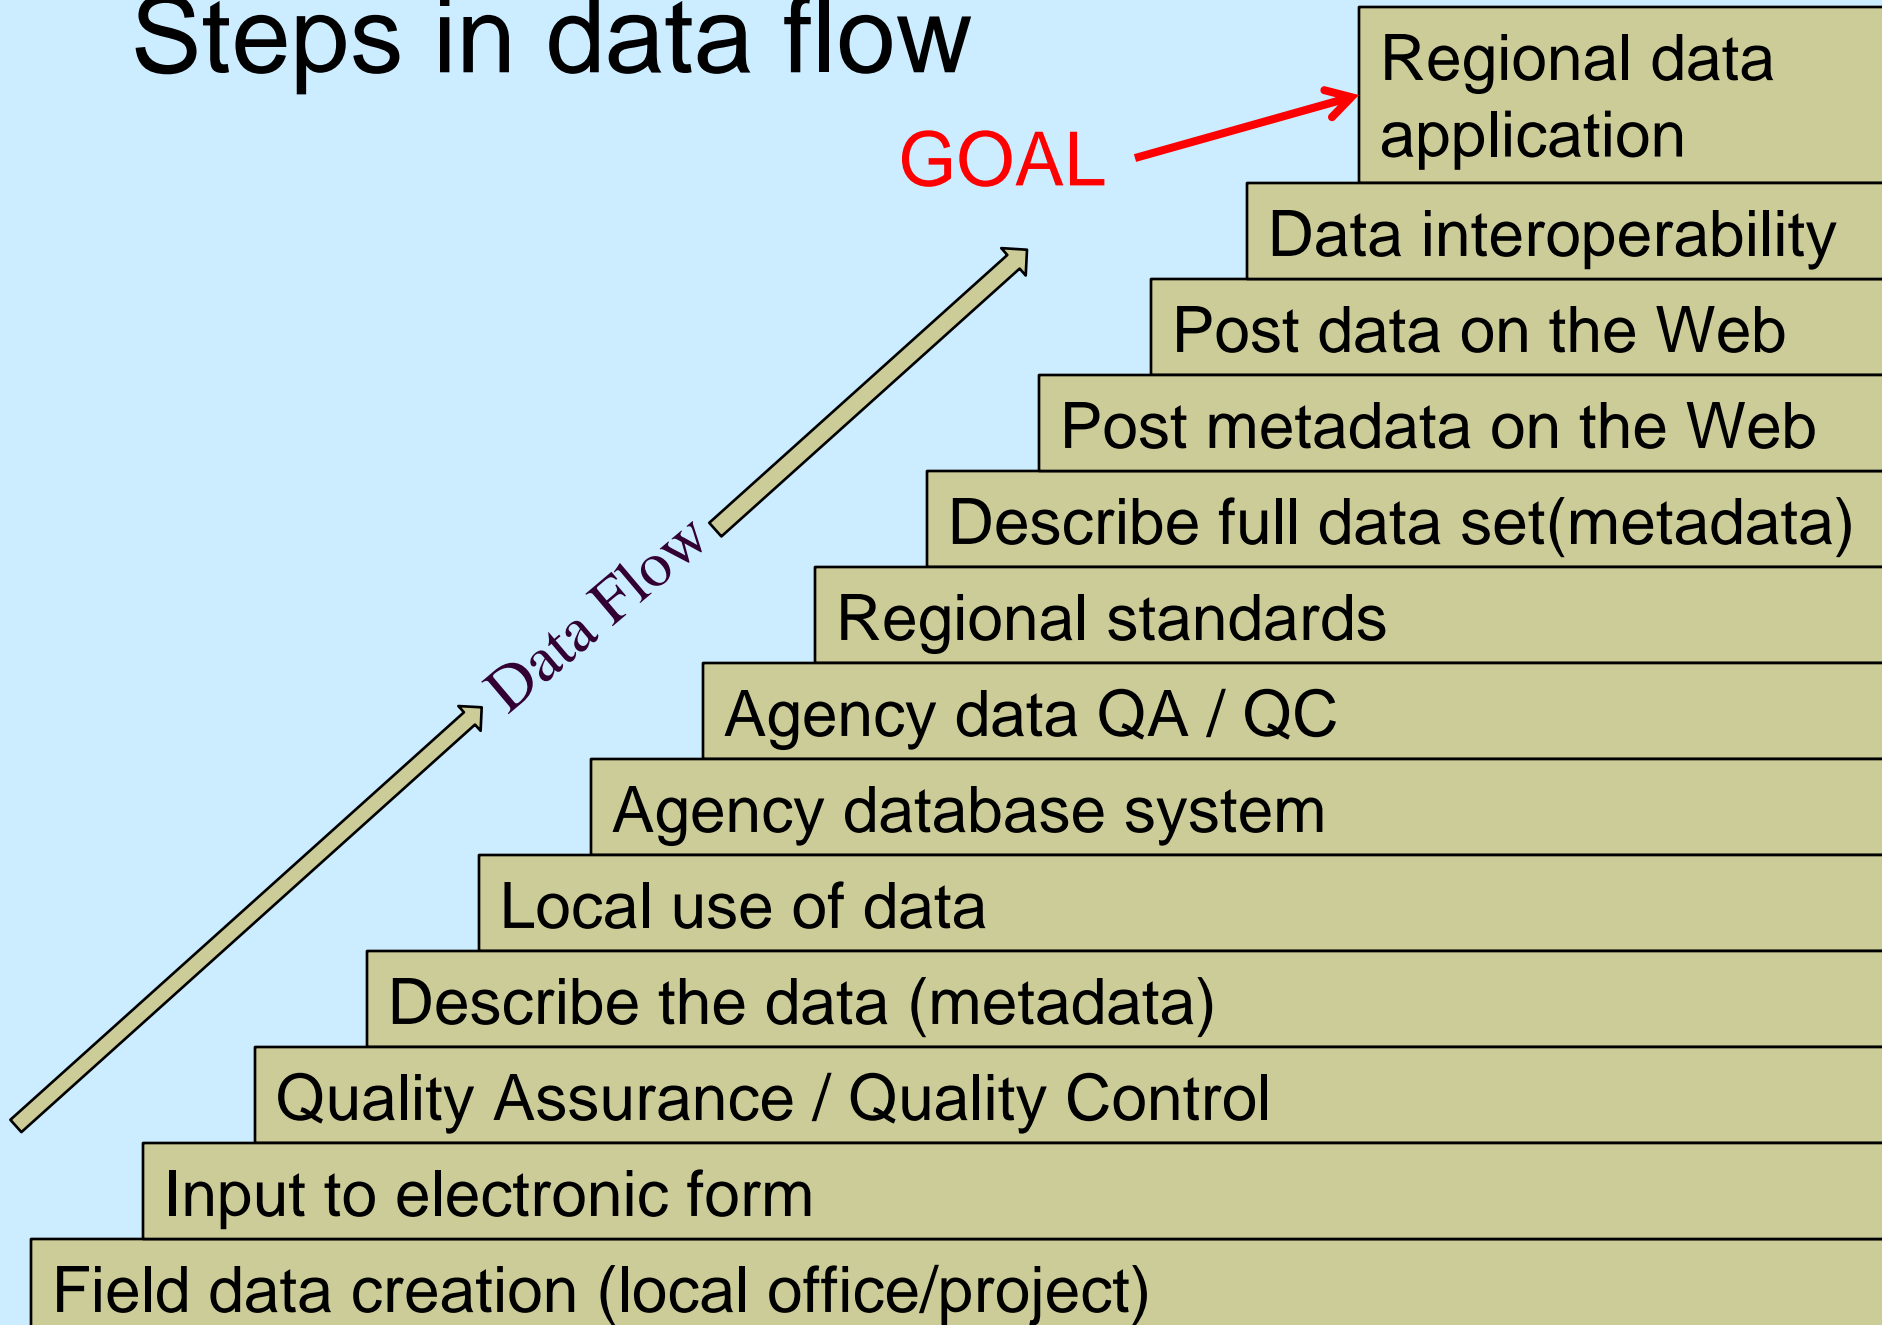 Steps in data flow
Regional data
application
GOAL
Data interoperability
Post data on the Web
Post metadata on the Web
Describe full data set(metadata)
Data Flow
Regional standards
Agency data QA / QC
Agency database system
Local use of data
Describe the data (metadata)
Quality Assurance / Quality Control
Input to electronic form
Field data creation (local office/project)